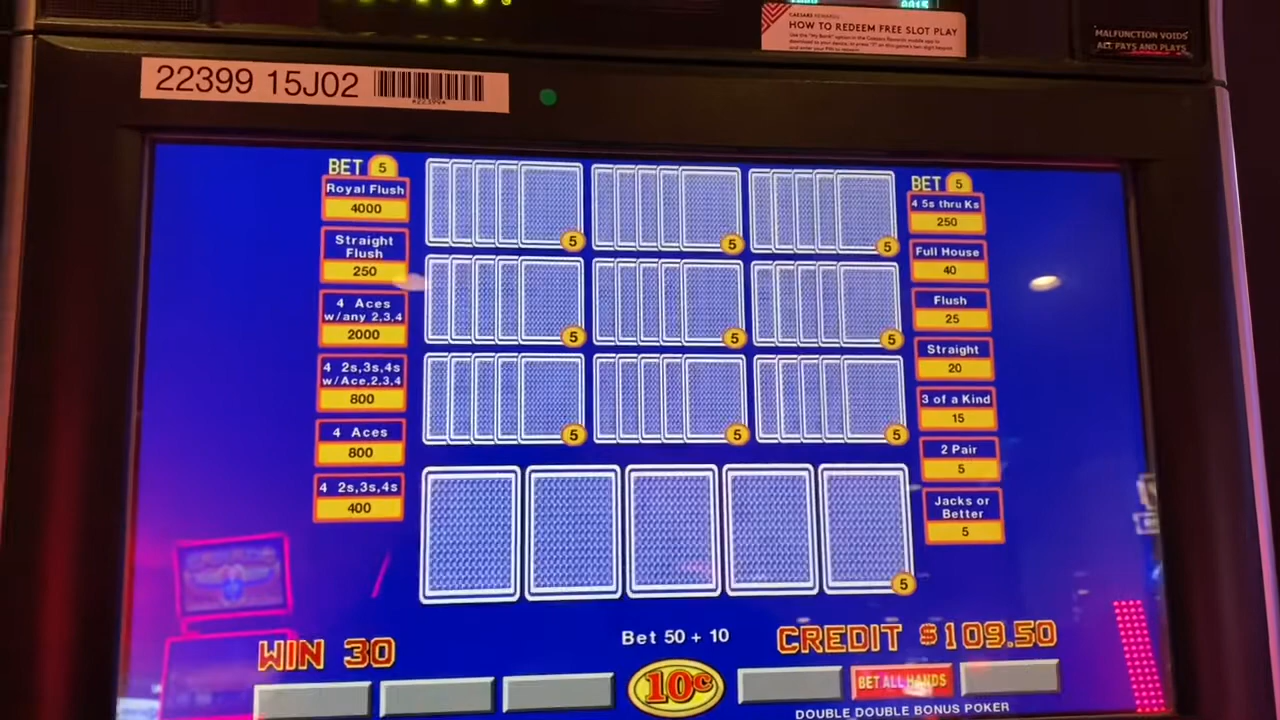 CAESARS REWARDS
HOW TO REDEEM FREE SLOT PLAY
MALFUNCTION VOIDS
ALL PAYS AND PLAYS
22399 15J02
*22399*
BET 5
Royal Flush
4000
Straight
Flush
250
4 Aces
w/any 2,3,4
2000
4 2s,3s,4s
w/Ace,2,3,4
800
4 Aces
800
4 2s,3s,4s
400
5
5
5
5
5
5
5
5
5
5
BET 5
4 5s thru Ks
250
Full House
40
Flush
25
Straight
20
3 of a Kind
15
2 Pair
5
Jacks or
Better
5
WIN 30
Bet 50 + 10
CREDIT $109.50
10¢
BET ALL HANDS
DOUBLE DOUBLE BONUS POKER